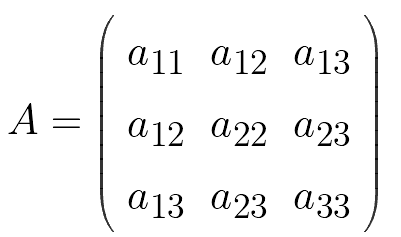 A = ( a11 a12 a13
a12 a22 a23
a13 a23 a33 )